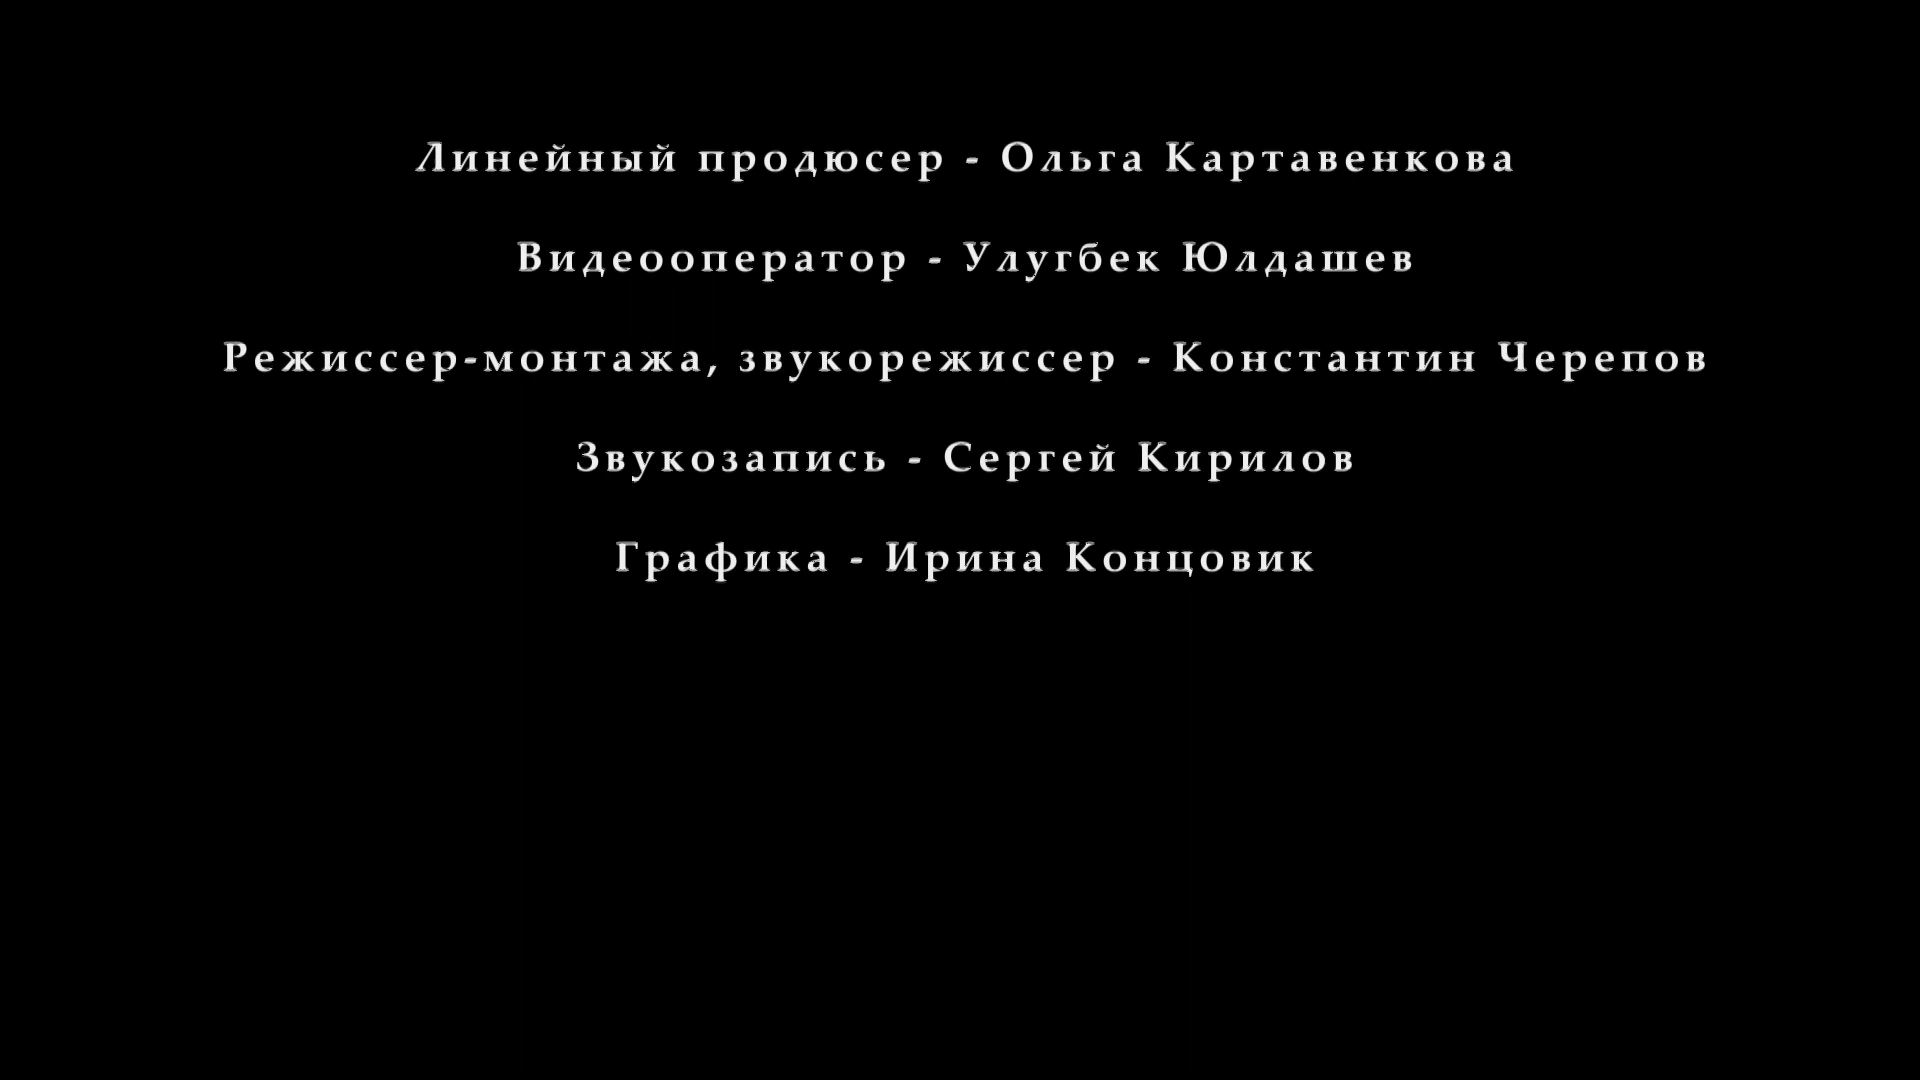 Линейный продюсер - Ольга Картавенкова
Видеооператор - Улугбек Юлдашев
Режиссер-монтажа, звукорежиссер - Константин Черепов
Звукозапись - Сергей Кирилов
Графика - Ирина Концовик